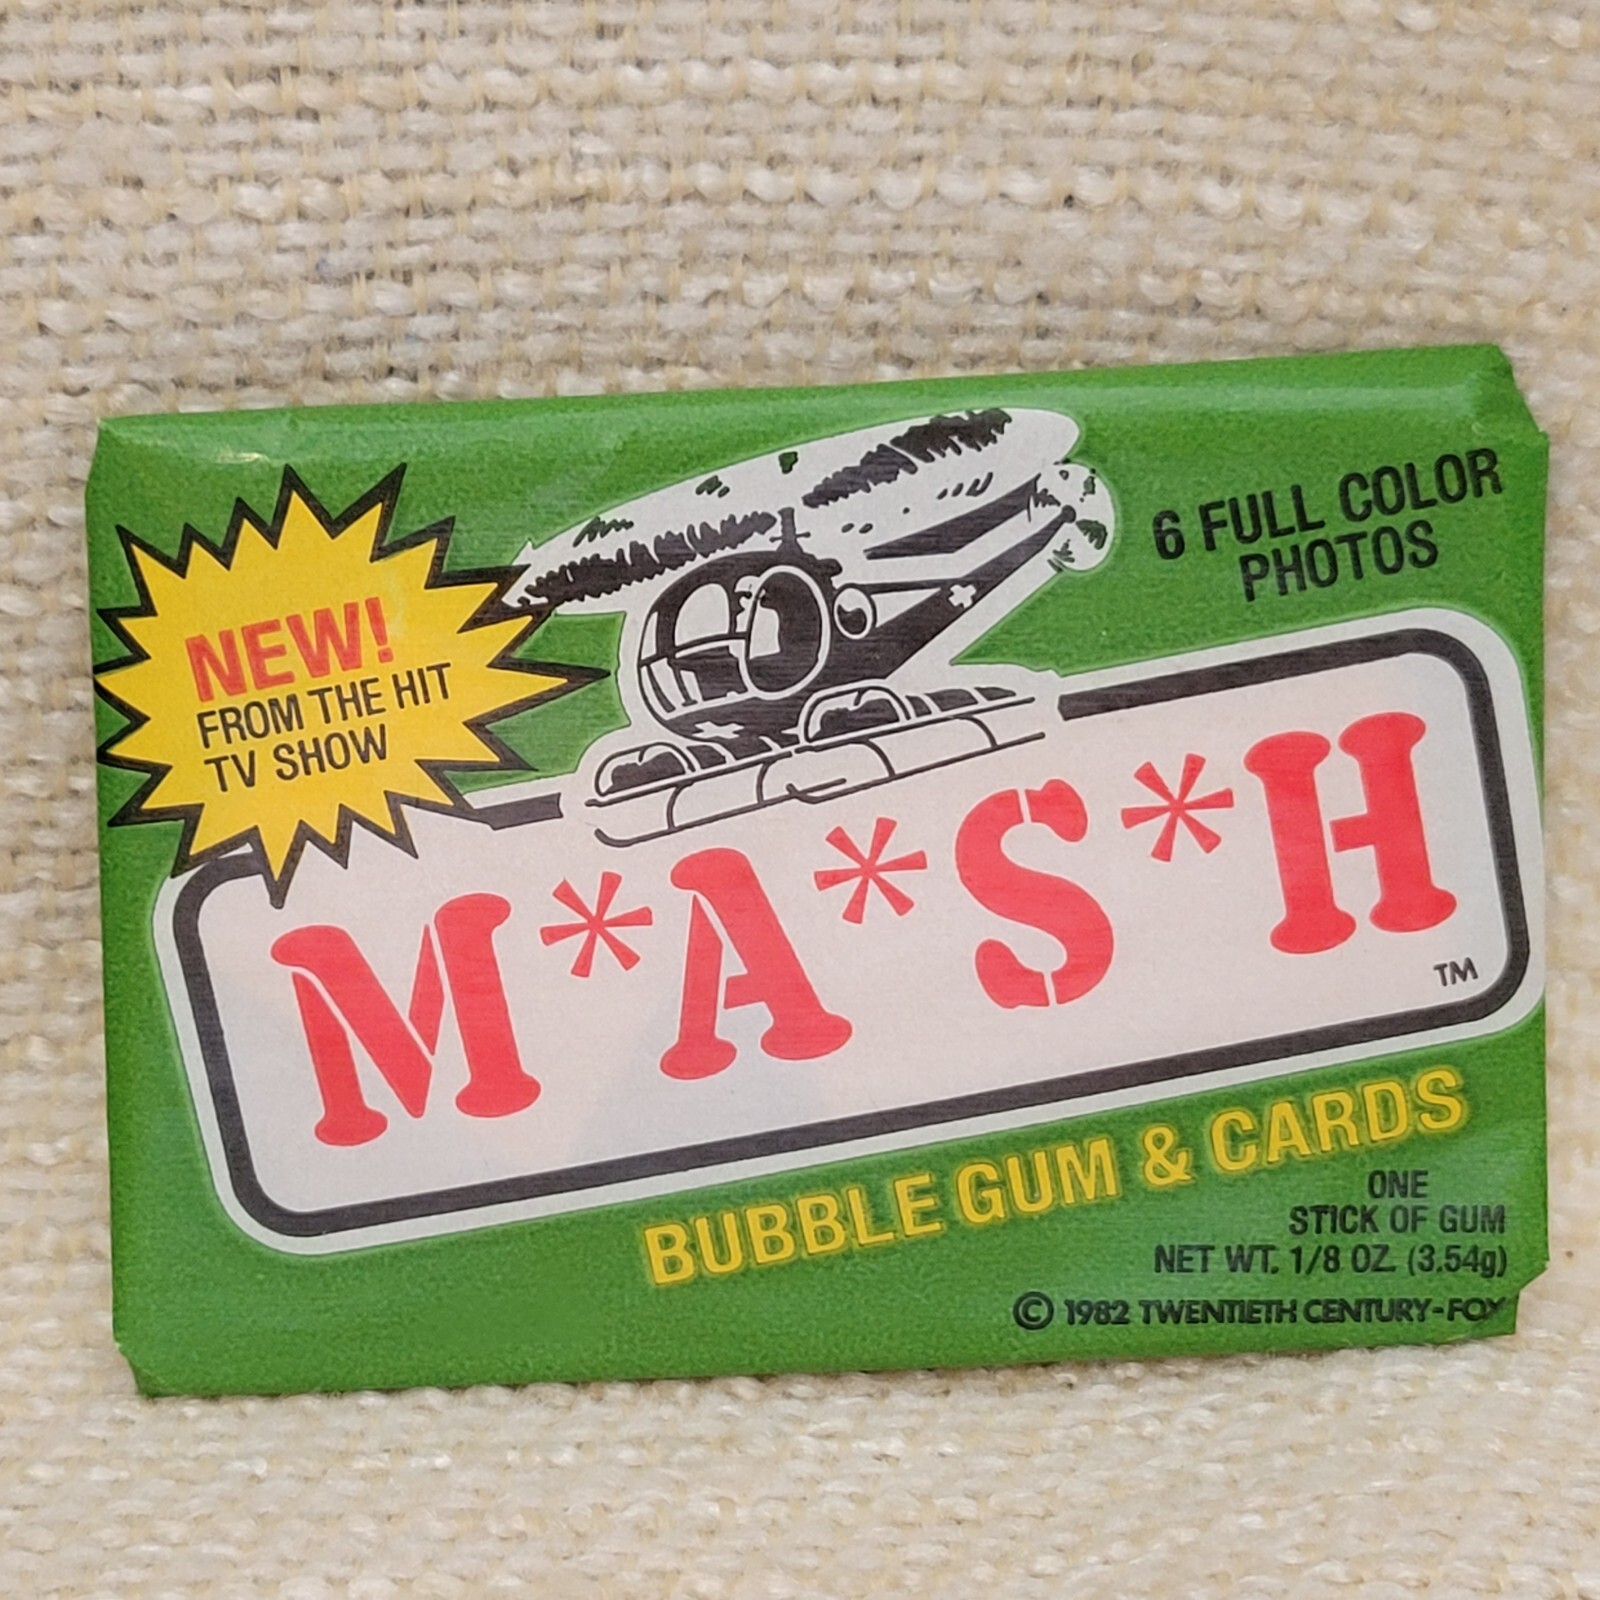 6 FULL COLOR
PHOTOS
NEW!
FROM THE HIT
TV SHOW
M*A*S*H
TM
BUBBLE GUM & CARDS
ONE
STICK OF GUM
NET WT. 1/8 OZ. (3.54g)
© 1982 TWENTIETH CENTURY-FOX